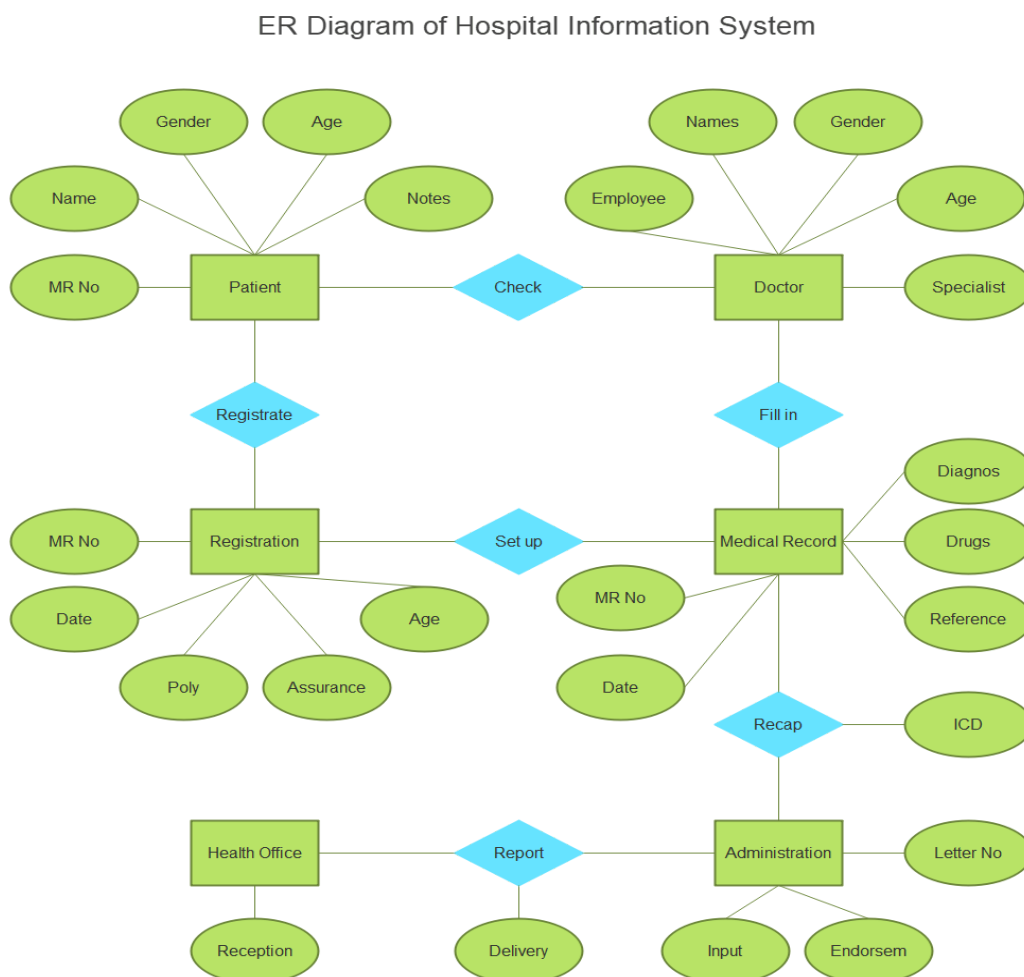 ER Diagram of Hospital Information System
Gender
Age
Names
Gender
Name
Notes
Employee
Age
MR No
Patient
Check
Doctor
Specialist
Registrate
Fill in
Diagnos
MR No
Registration
Set up
Medical Record
Drugs
MR No
Date
Age
Reference
Poly
Assurance
Date
Recap
ICD
Health Office
Report
Administration
Letter No
Reception
Delivery
Input
Endorsem